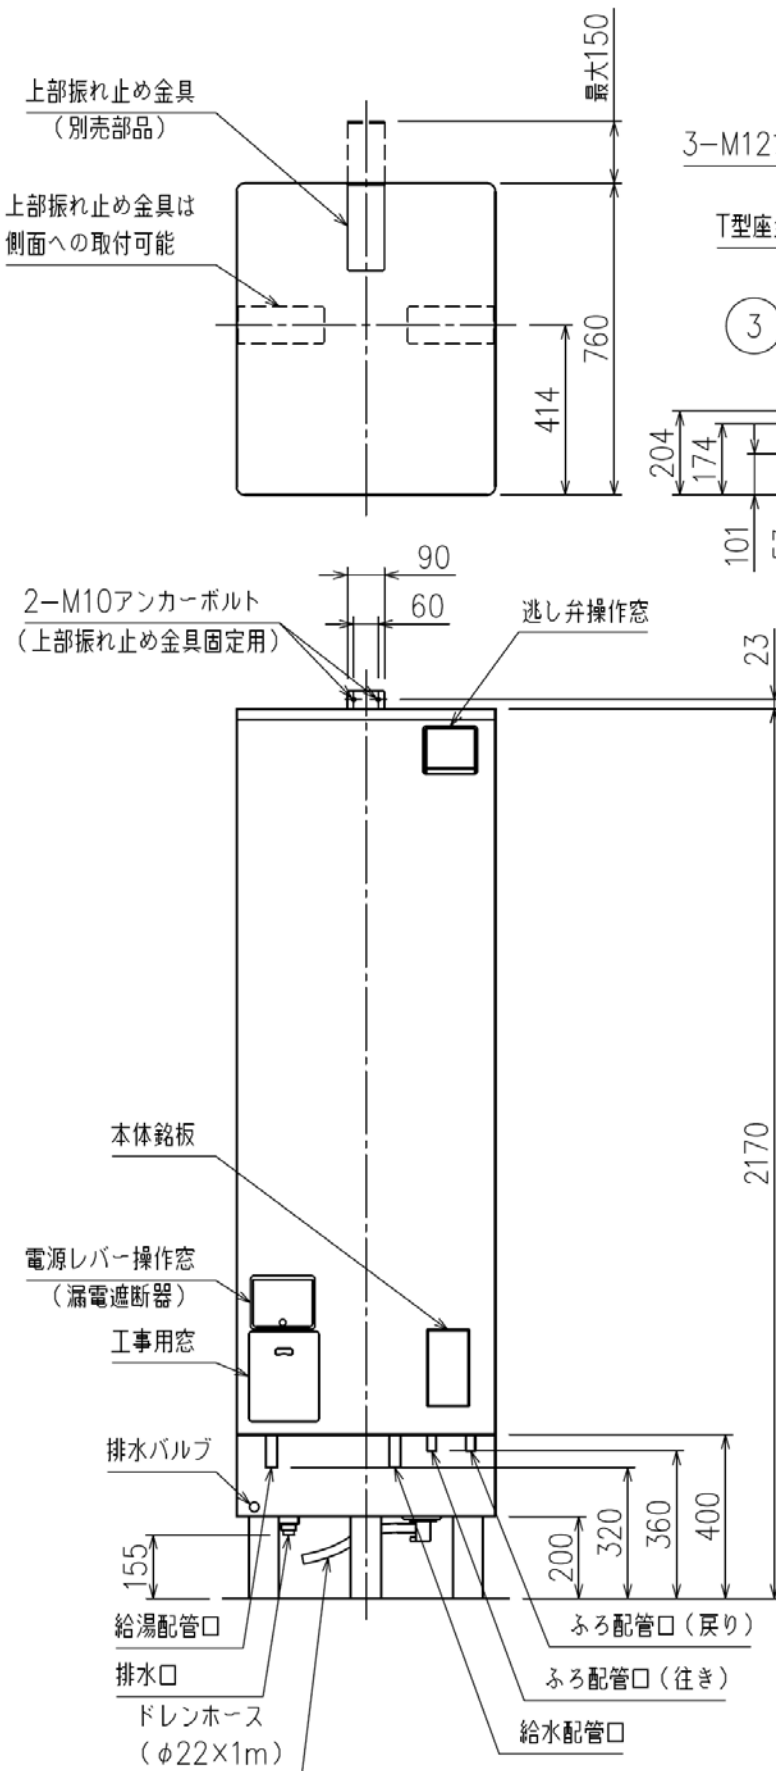 最大150
上部振れ止め金具
(別売部品)
3-M12
上部振れ止め金具は
側面への取付可能
T型座
3
760
414
204
174
101
90
2-M10アンカーボルト
(上部振れ止め金具固定用)
60
逃し弁操作窓
23
2170
本体銘板
電源レバー操作窓
(漏電遮断器)
工事用窓
排水バルブ
155
200
320
360
400
給湯配管口
ふろ配管口(戻り)
排水口
ふろ配管口(往き)
ドレンホース
(φ22×1m)
給水配管口